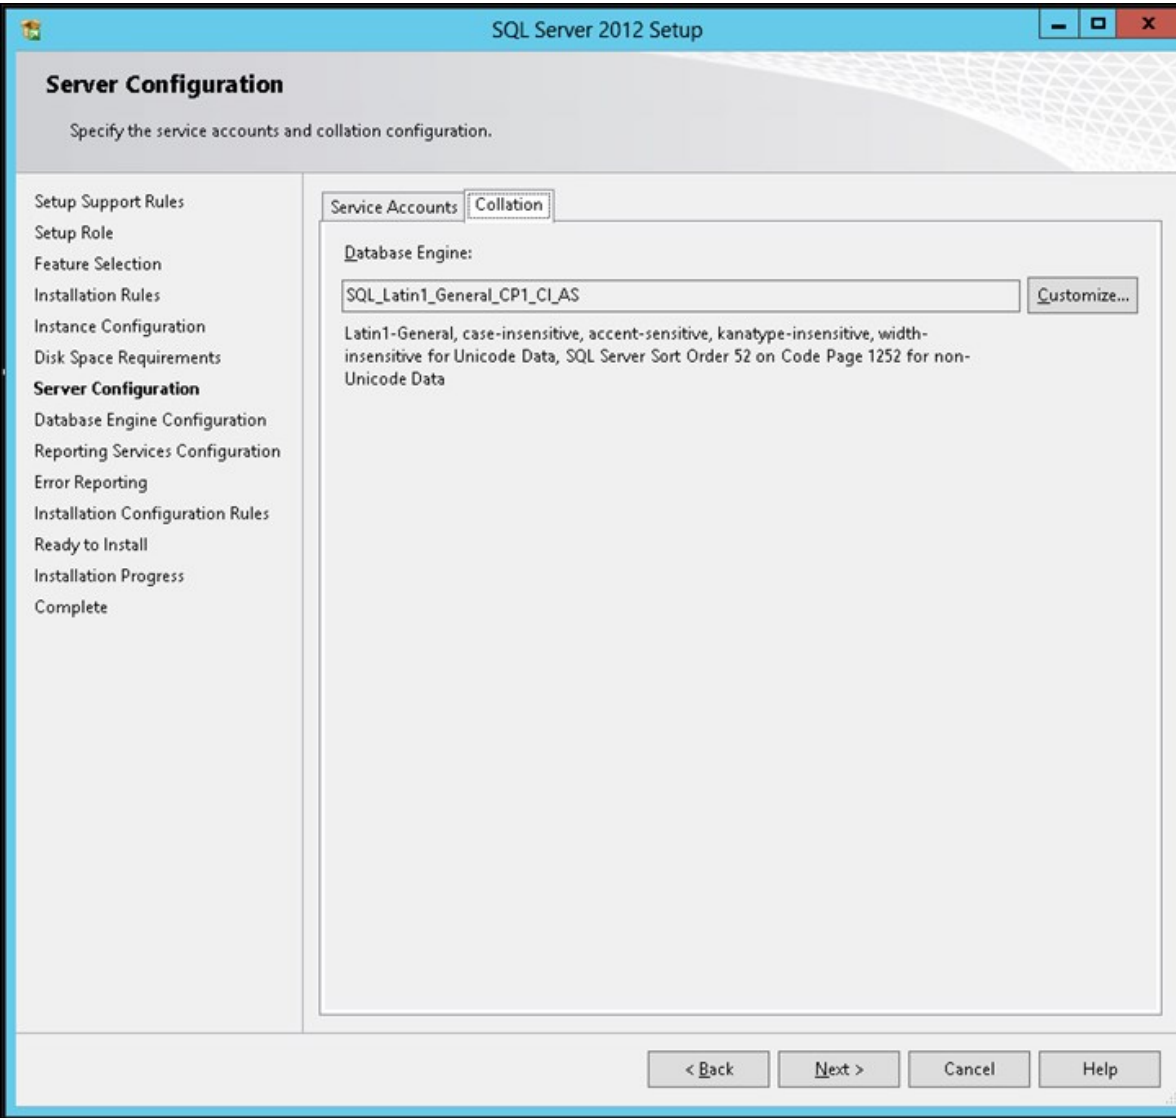 SQL Server 2012 Setup
Server Configuration
Specify the service accounts and collation configuration.
Setup Support Rules
Setup Role
Feature Selection
Installation Rules
Instance Configuration
Disk Space Requirements
Server Configuration
Database Engine Configuration
Reporting Services Configuration
Error Reporting
Installation Configuration Rules
Ready to Install
Installation Progress
Complete
Service Accounts Collation
Database Engine:
SQL_Latin1_General_CP1_CI_AS
Customize...
Latin1-General, case-insensitive, accent-sensitive, kanatype-insensitive, width-
insensitive for Unicode Data, SQL Server Sort Order 52 on Code Page 1252 for non-
Unicode Data
< Back Next > Cancel Help